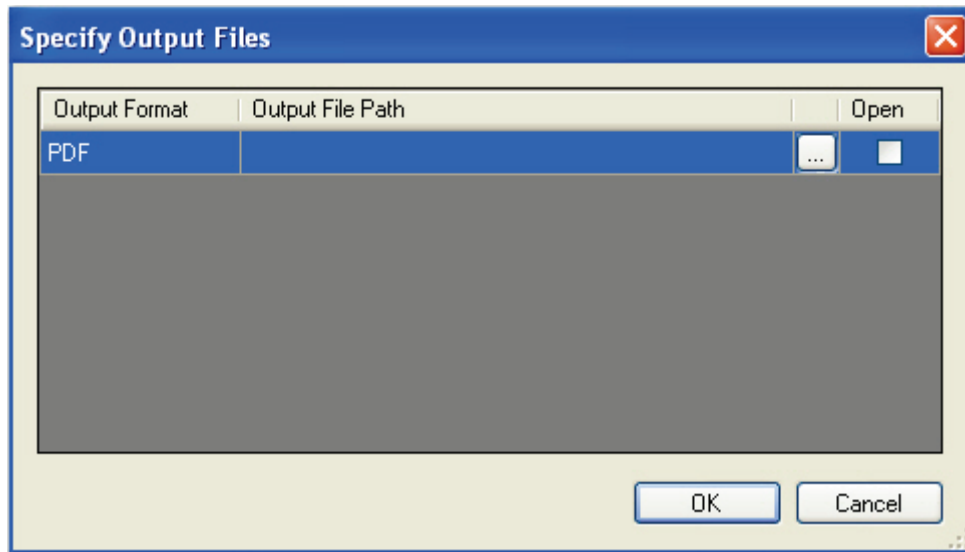 Specify Output Files
Output Format Output File Path Open
PDF ...
OK Cancel